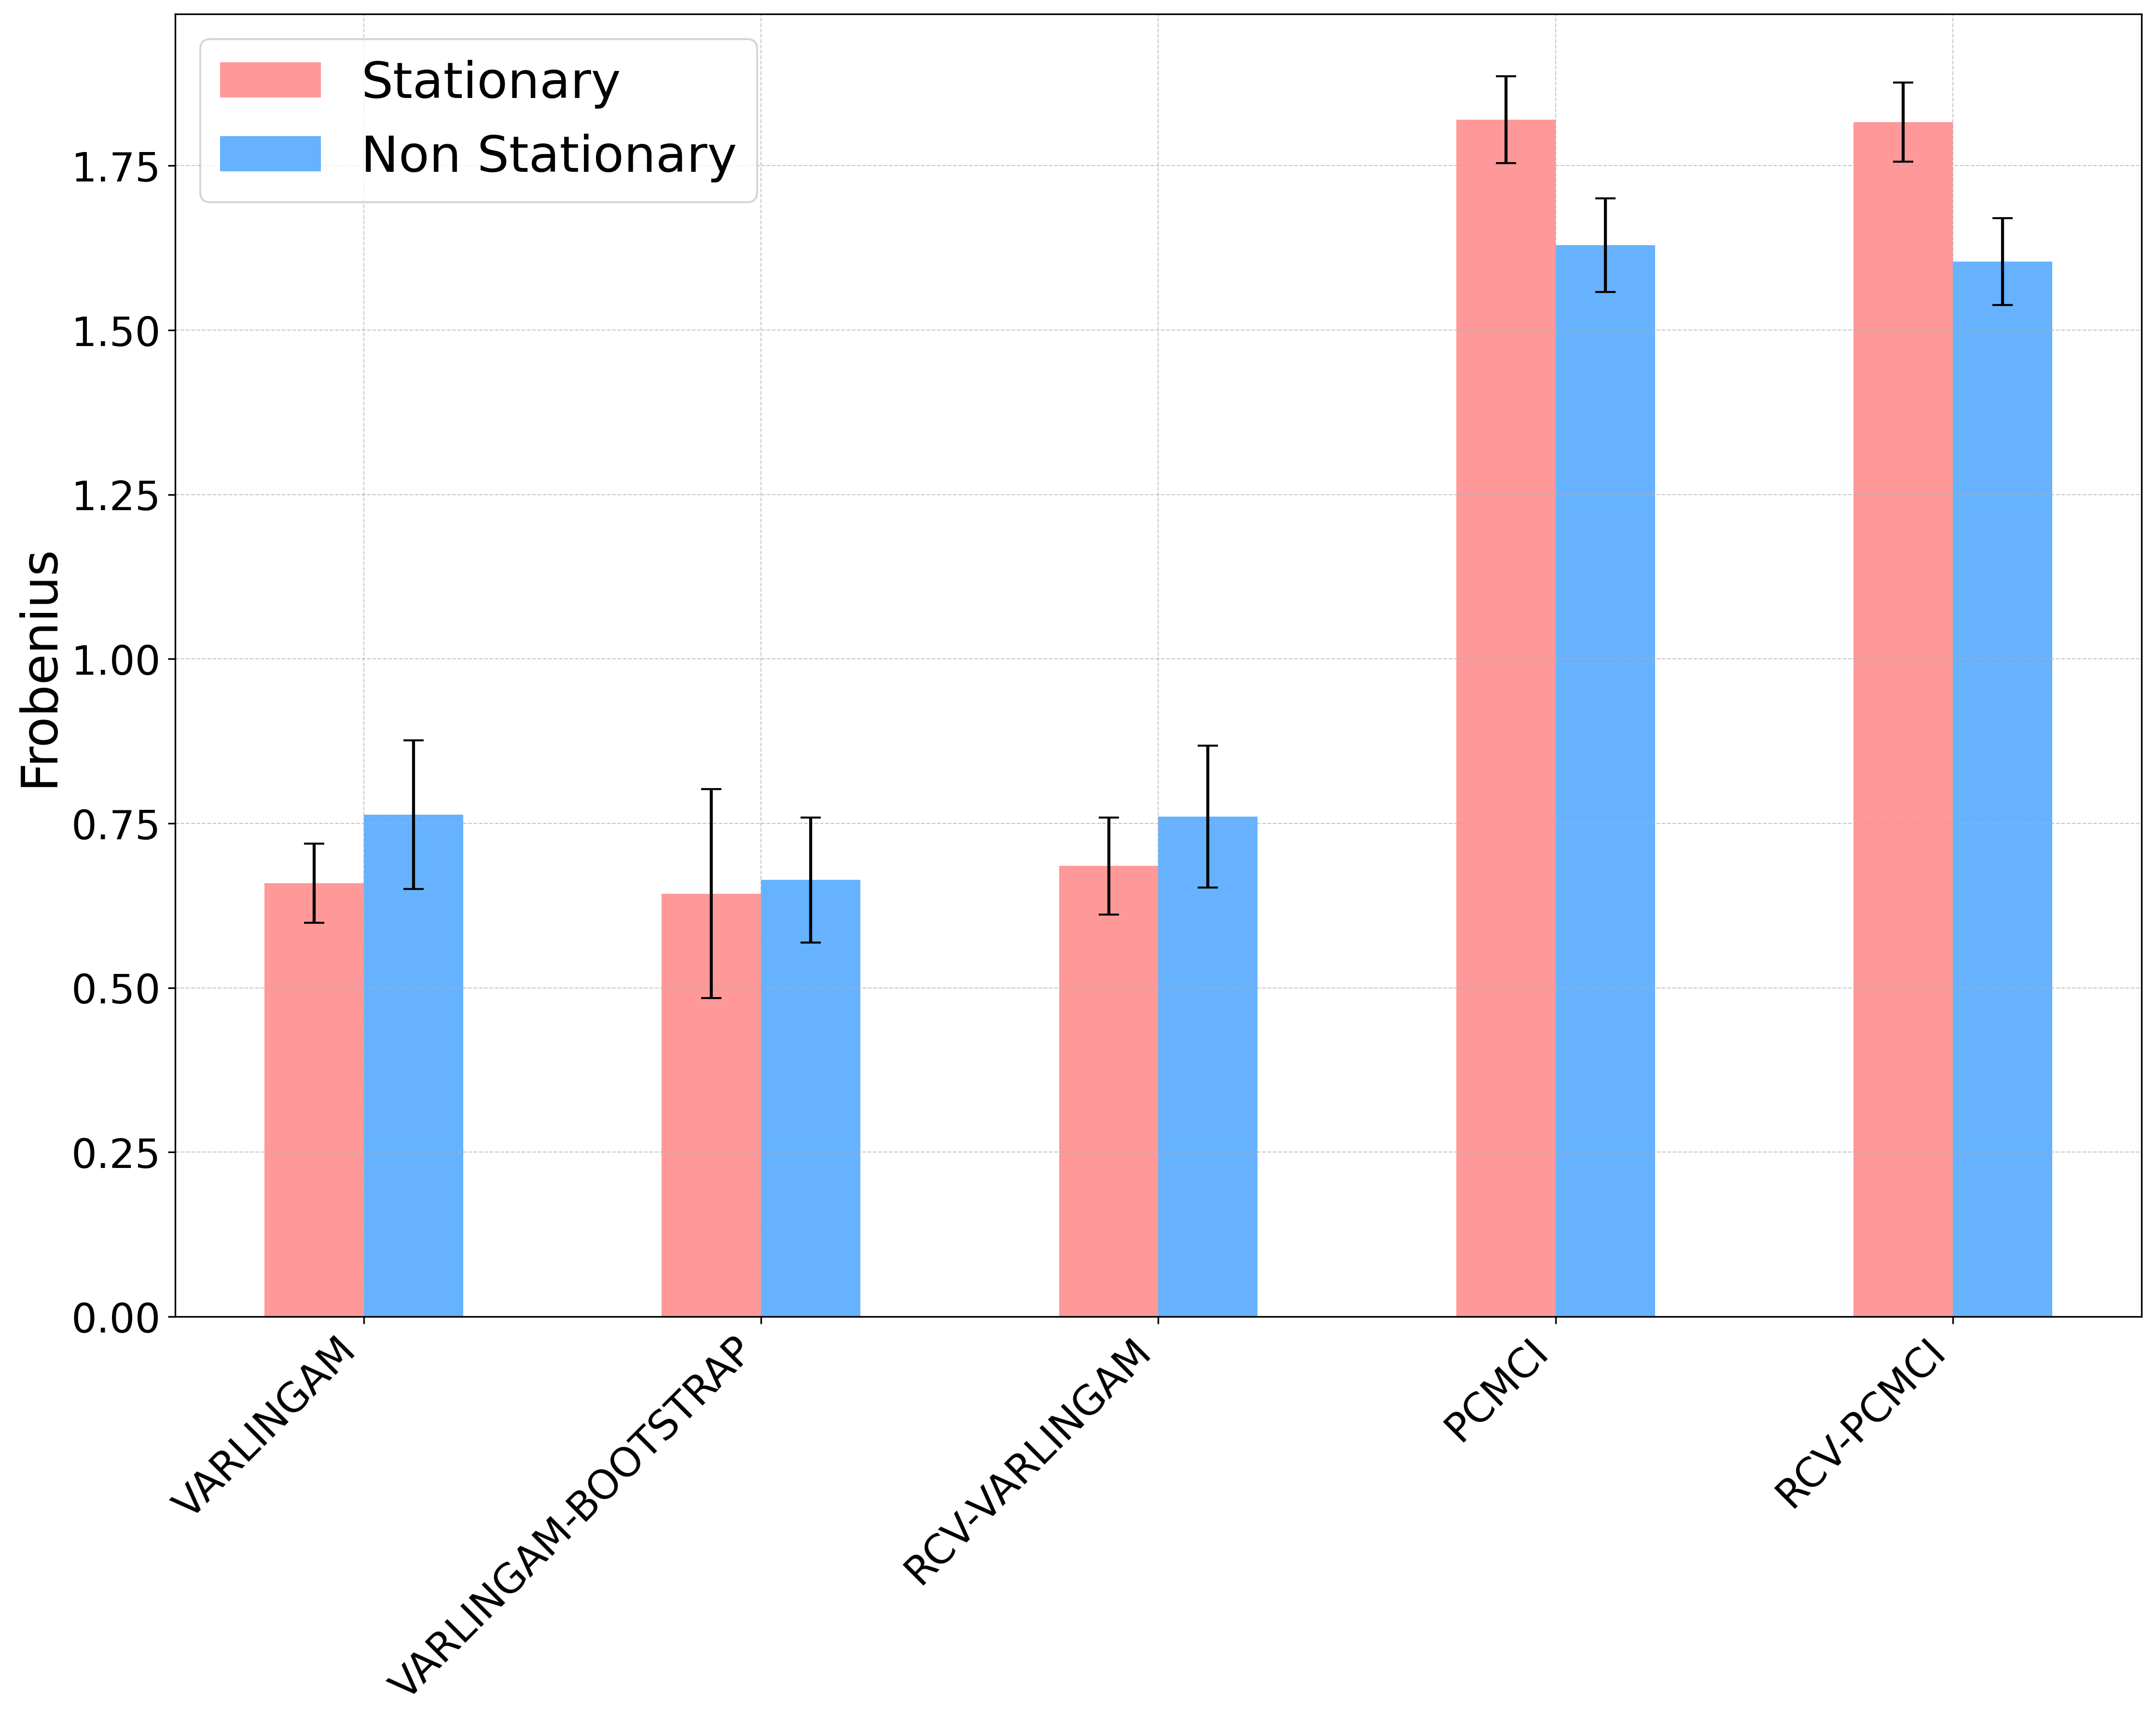 Stationary
Non Stationary
Frobenius
1.75
1.50
1.25
1.00
0.75
0.50
0.25
0.00
VARLINGAM
VARLINGAM-BOOTSTRAP
RCV-VARLINGAM
PCMCI
RCV-PCMCI